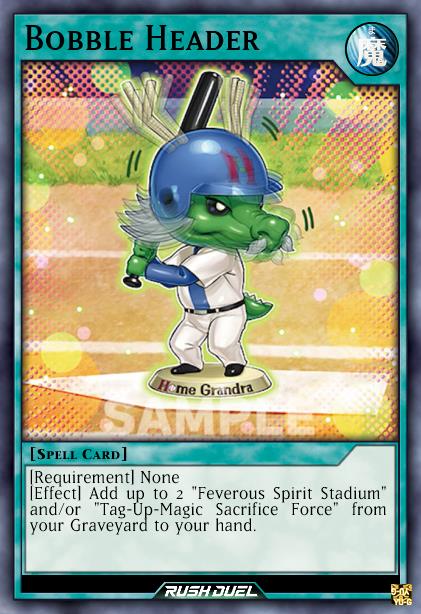 BOBBLE HEADER
ま
魔
Home Grandra
SAMPLE
[SPELL CARD]
[Requirement] None
[Effect] Add up to 2 "Feverous Spirit Stadium"
and/or "Tag-Up-Magic Sacrifice Force" from
your Graveyard to your hand.
RUSH DUEL